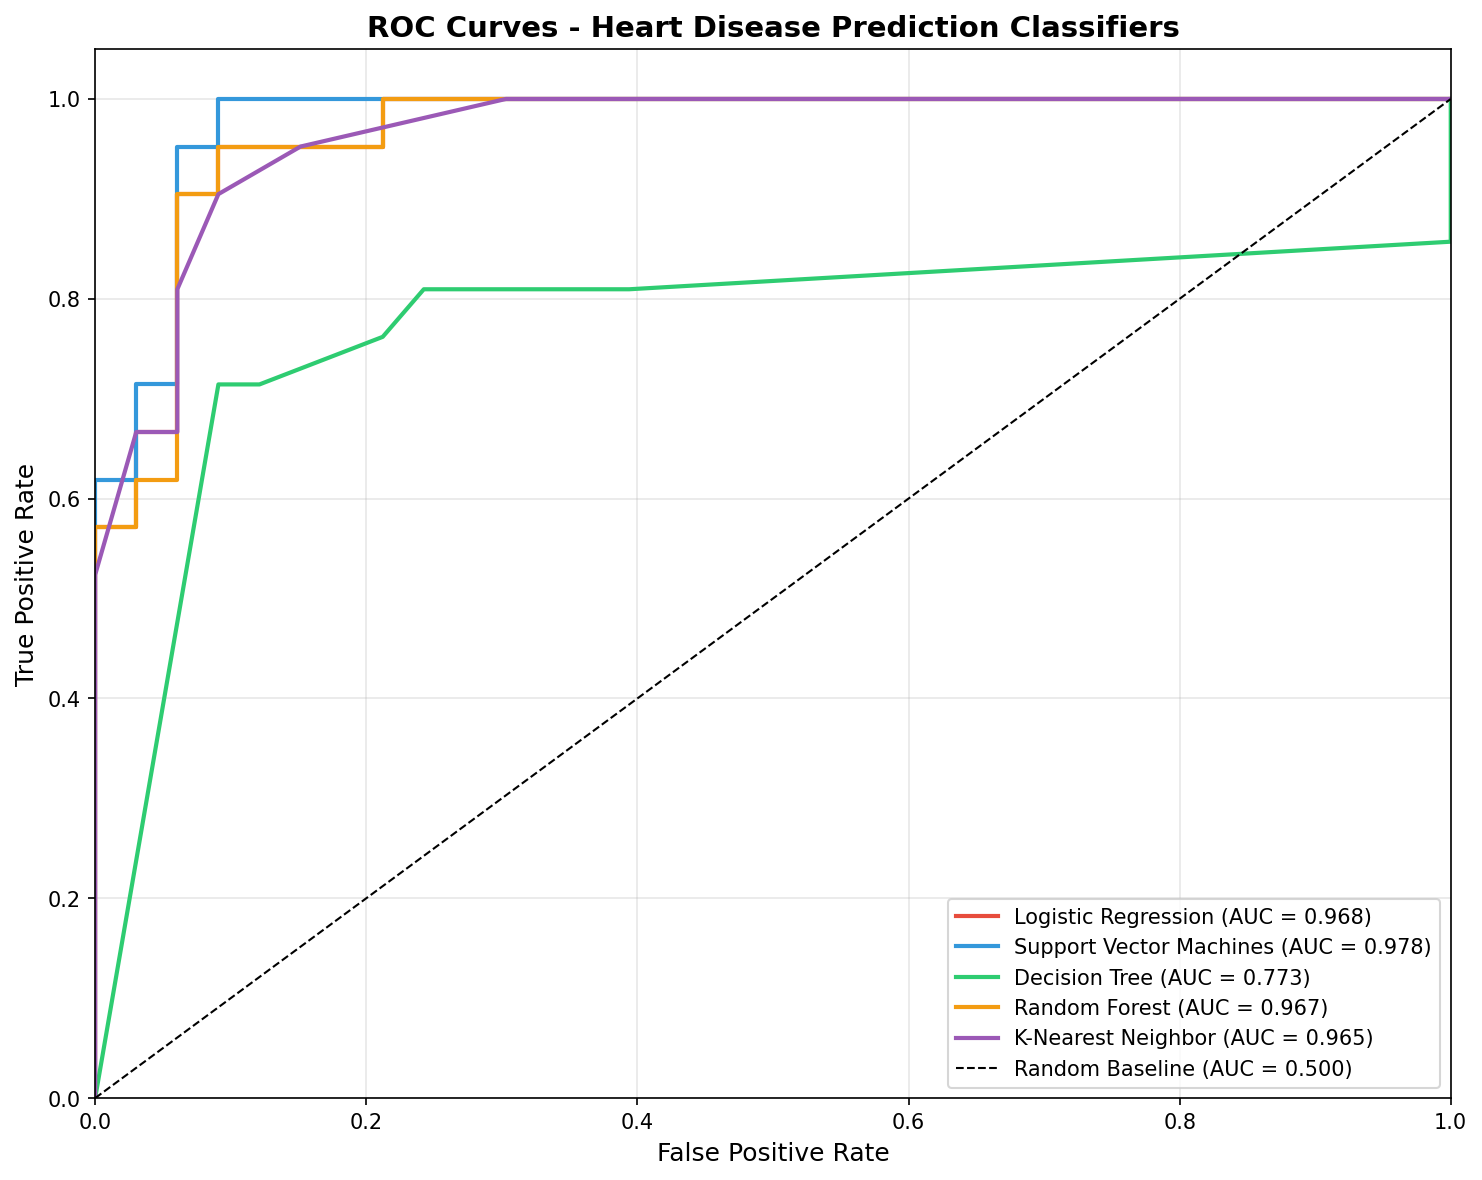 ROC Curves - Heart Disease Prediction Classifiers
True Positive Rate
1.0
0.8
0.6
0.4
0.2
0.0
0.0 0.2 0.4 0.6 0.8 1.0
False Positive Rate
Logistic Regression (AUC = 0.968)
Support Vector Machines (AUC = 0.978)
Decision Tree (AUC = 0.773)
Random Forest (AUC = 0.967)
K-Nearest Neighbor (AUC = 0.965)
Random Baseline (AUC = 0.500)